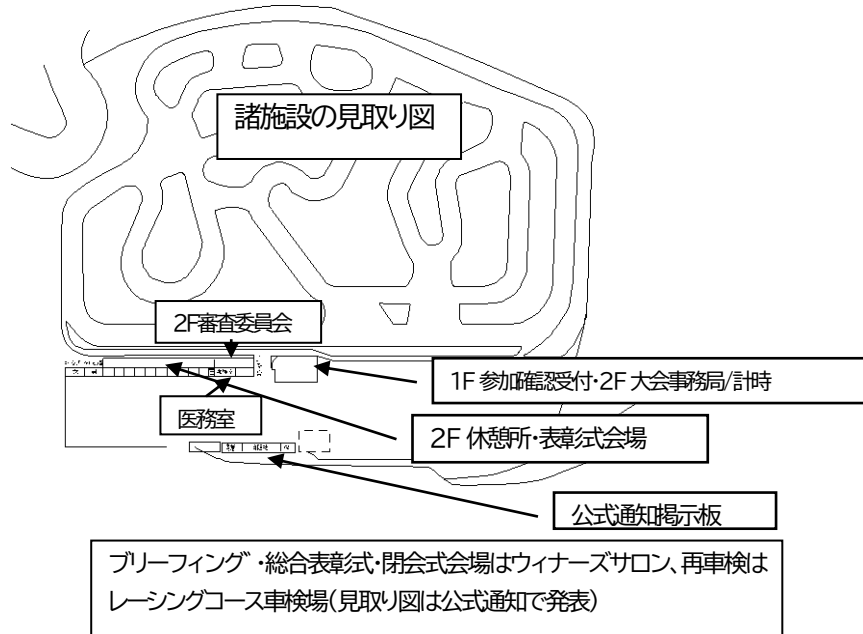 諸施設の見取り図
2F審査委員会
1F 参加確認受付・2F 大会事務局/計時
医務室
2F 休憩所・表彰式会場
公式通知掲示板
ブリーフィング・総合表彰式・閉会式会場はウィナーズサロン、再車検は
レーシングコース車検場(見取り図は公式通知で発表)